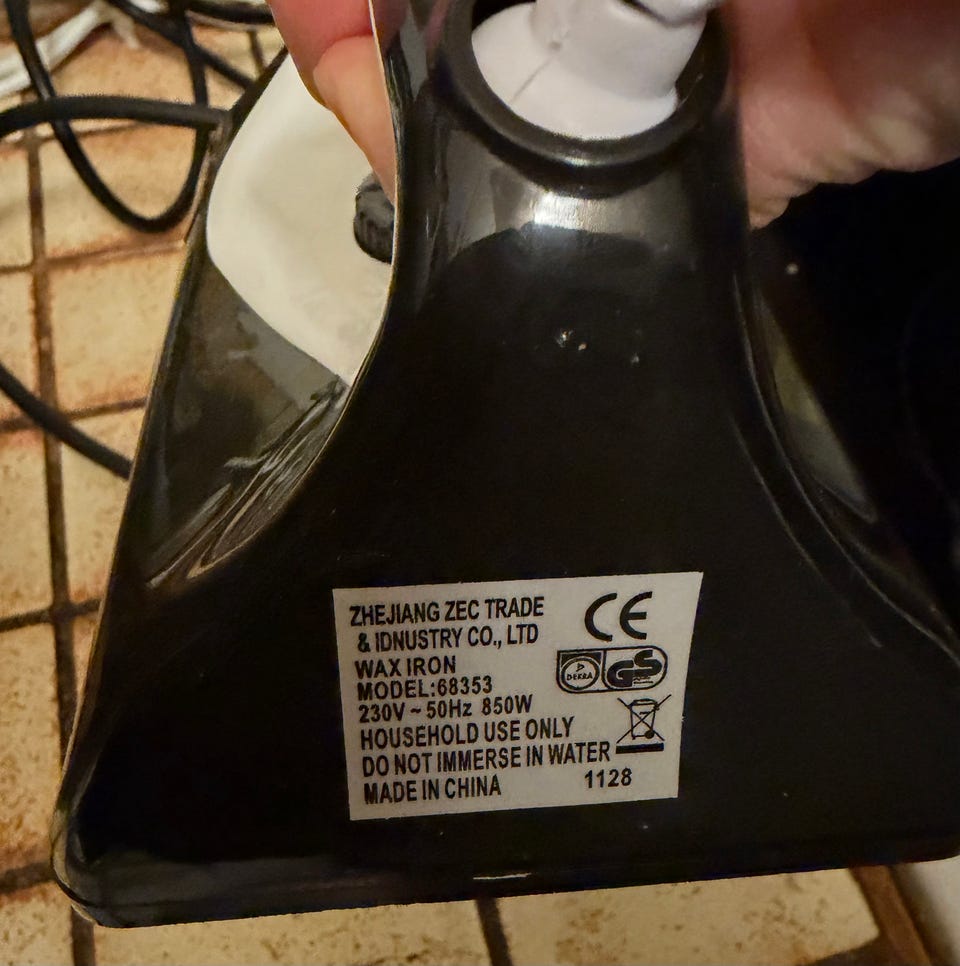 ZHEJIANG ZEC TRADE
& IDNUSTRY CO., LTD
WAX IRON
MODEL:68353
230V ~ 50Hz 850W
HOUSEHOLD USE ONLY
DO NOT IMMERSE IN WATER
MADE IN CHINA
CE
DEKRA
GS
1128